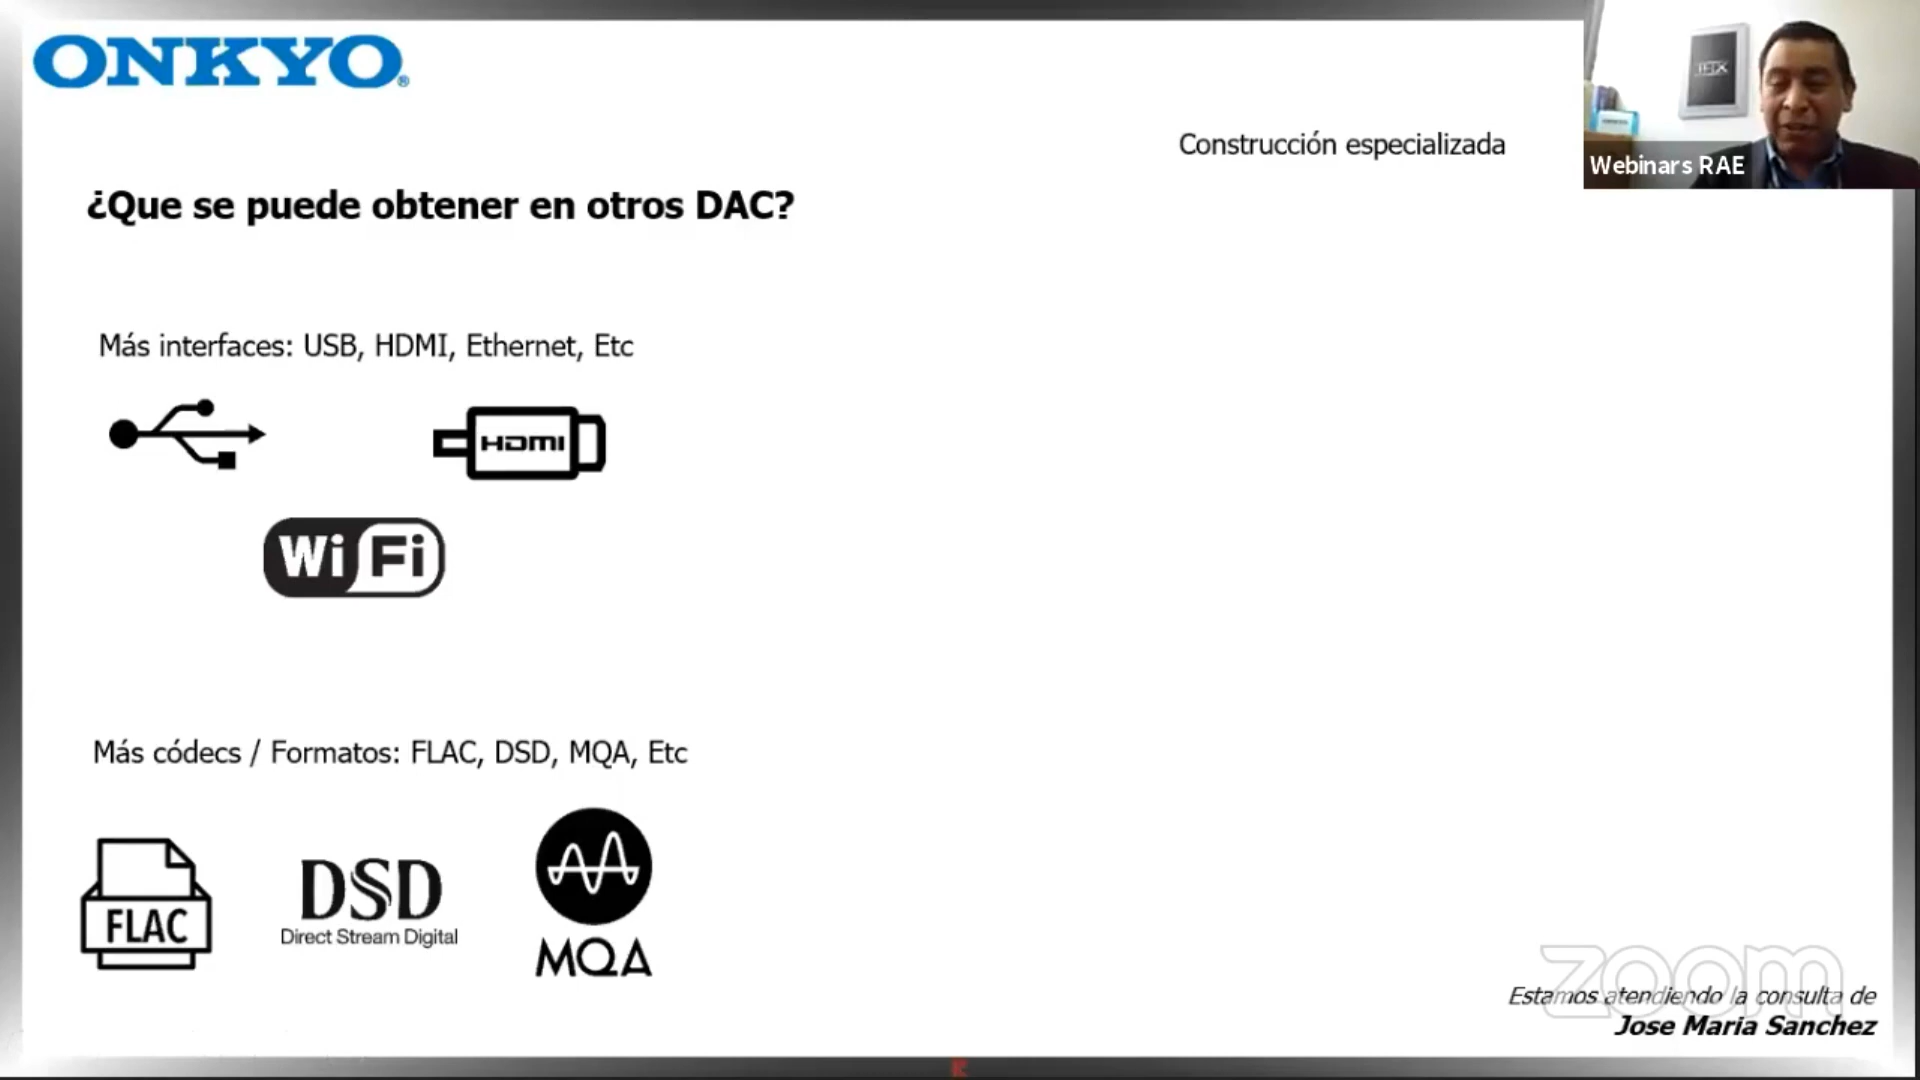 ONKYO®
Construcción especializada
THX
Webinars RAE
¿Que se puede obtener en otros DAC?
Más interfaces: USB, HDMI, Ethernet, Etc
HDMI
Wi Fi
Más códecs / Formatos: FLAC, DSD, MQA, Etc
FLAC
DSD
Direct Stream Digital
MQA
zoom
Estamos atendiendo la consulta de
Jose Maria Sanchez